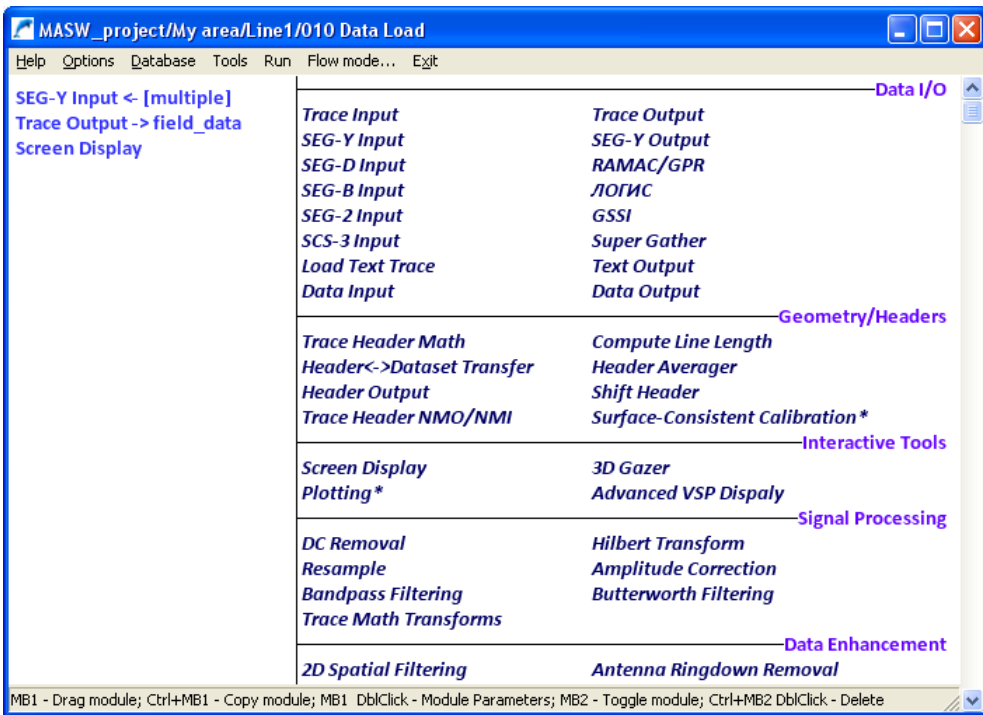 MASW_project/My area/Line1/010 Data Load
Help Options Database Tools Run Flow mode... Exit
SEG-Y Input <- [multiple]
Trace Output -> field_data
Screen Display
Data I/O
Trace Input Trace Output
SEG-Y Input SEG-Y Output
SEG-D Input RAMAC/GPR
SEG-B Input ЛОГИС
SEG-2 Input GSSI
SCS-3 Input Super Gather
Load Text Trace Text Output
Data Input Data Output
Geometry/Headers
Trace Header Math Compute Line Length
Header<->Dataset Transfer Header Averager
Header Output Shift Header
Trace Header NMO/NMI Surface-Consistent Calibration*
Interactive Tools
Screen Display 3D Gazer
Plotting* Advanced VSP Dispaly
Signal Processing
DC Removal Hilbert Transform
Resample Amplitude Correction
Bandpass Filtering Butterworth Filtering
Trace Math Transforms
Data Enhancement
2D Spatial Filtering Antenna Ringdown Removal
MB1 - Drag module; Ctrl+MB1 - Copy module; MB1 DblClick - Module Parameters; MB2 - Toggle module; Ctrl+MB2 DblClick - Delete